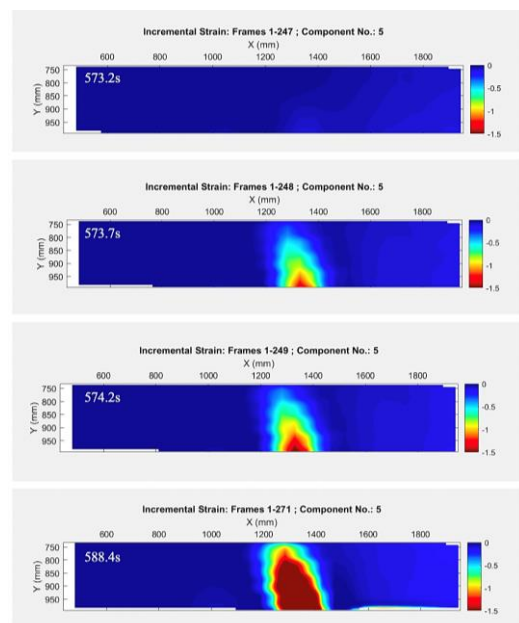 Incremental Strain: Frames 1-247 ; Component No.: 5
X (mm)
600 800 1000 1200 1400 1600 1800
Y (mm)
750
800
850
900
950
573.2s
0
-0.5
-1
-1.5
Incremental Strain: Frames 1-248 ; Component No.: 5
X (mm)
600 800 1000 1200 1400 1600 1800
Y (mm)
750
800
850
900
950
573.7s
0
-0.5
-1
-1.5
Incremental Strain: Frames 1-249 ; Component No.: 5
X (mm)
600 800 1000 1200 1400 1600 1800
Y (mm)
750
800
850
900
950
574.2s
0
-0.5
-1
-1.5
Incremental Strain: Frames 1-271 ; Component No.: 5
X (mm)
600 800 1000 1200 1400 1600 1800
Y (mm)
750
800
850
900
950
588.4s
0
-0.5
-1
-1.5